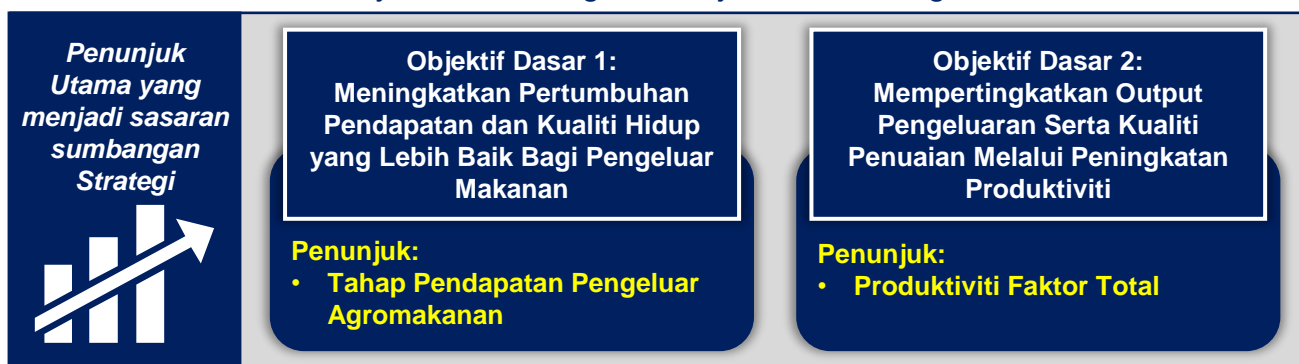 Penunjuk
Utama yang
menjadi sasaran
sumbangan
Strategi
Objektif Dasar 1:
Meningkatkan Pertumbuhan
Pendapatan dan Kualiti Hidup
yang Lebih Baik Bagi Pengeluar
Makanan
Penunjuk:
• Tahap Pendapatan Pengeluar
Agromakanan
Objektif Dasar 2:
Mempertingkatkan Output
Pengeluaran Serta Kualiti
Penuaian Melalui Peningkatan
Produktiviti
Penunjuk:
• Produktiviti Faktor Total